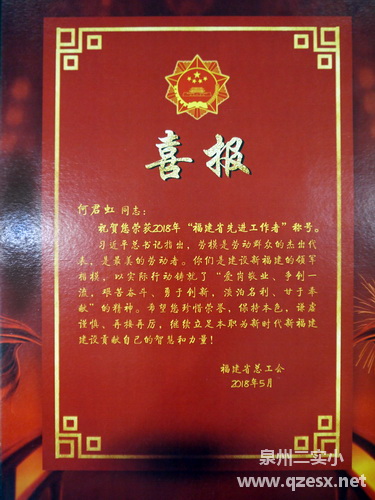 喜报
何君虹 同志：
祝贺您荣获2018年“福建省先进工作者”称号。
习近平总书记指出，劳模是劳动群众的杰出代
表，是最美的劳动者。你们是建设新福建的领军
楷模，以实际行动铸就了“爱岗敬业、争创一
流，艰苦奋斗、勇于创新，淡泊名利、甘于奉
献”的精神。希望您珍惜荣誉，保持本色，谦虚
谨慎、再接再厉，继续立足本职为新时代新福建
建设贡献自己的智慧和力量！
福建省总工会
2018年5月
泉州二实小
www.qzesx.net